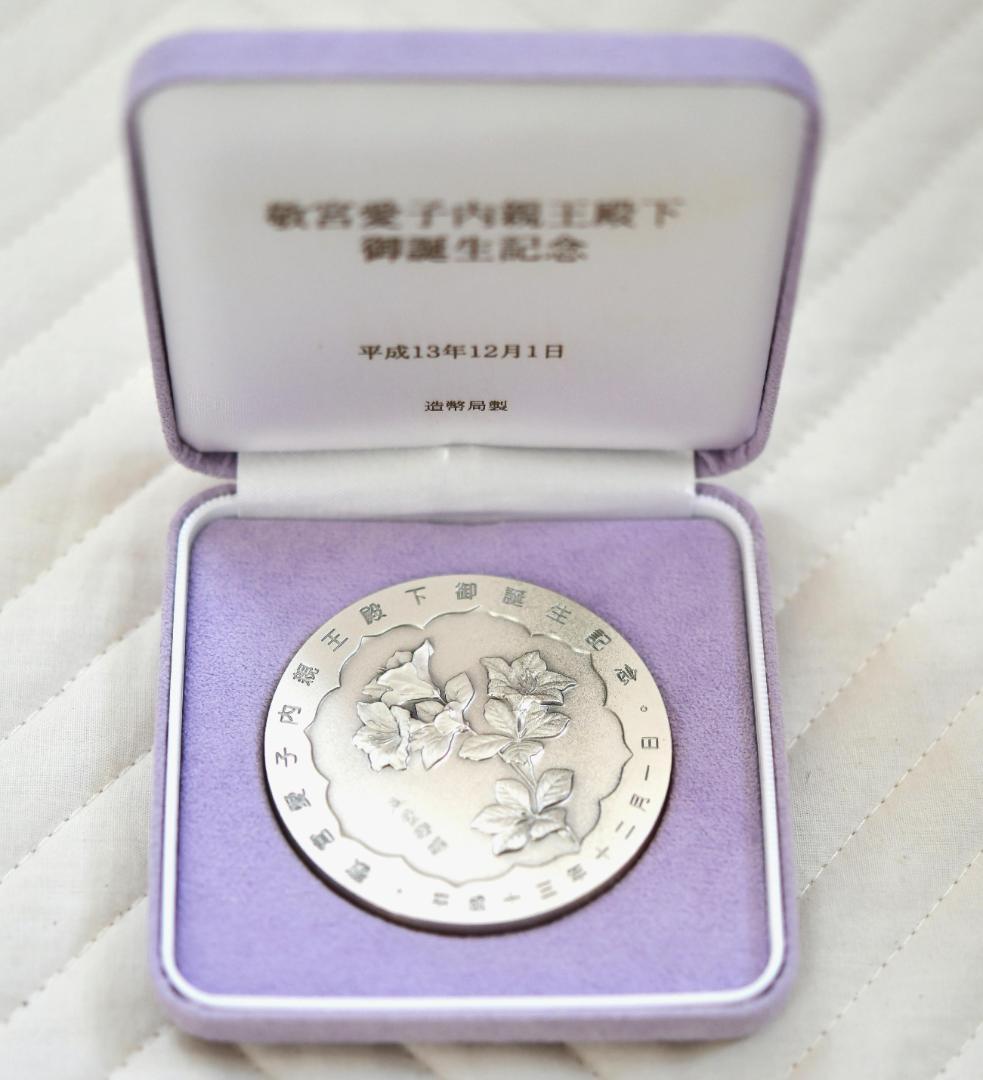 敬宮愛子内親王殿下
御誕生記念
平成13年12月1日
造幣局製
敬宮愛子内親王殿下御誕生記念
平成十三年十二月一日